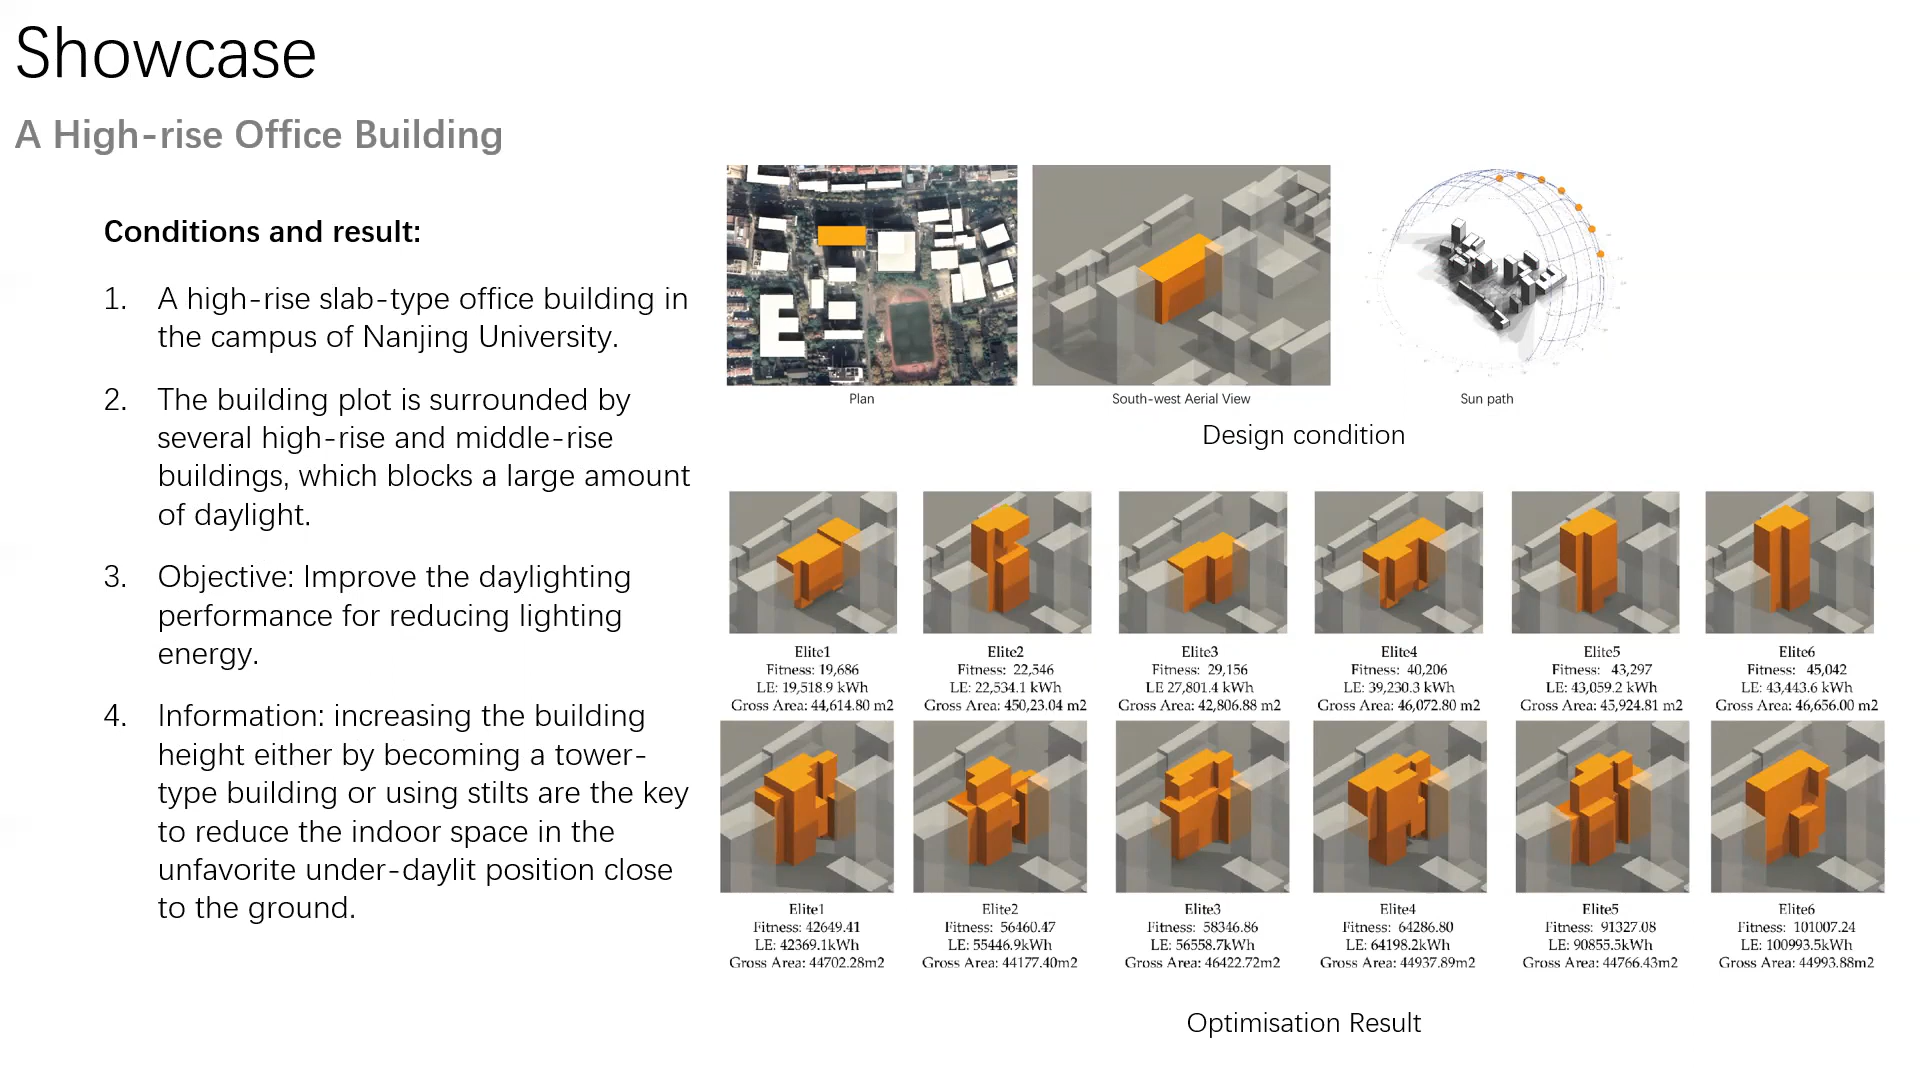 Showcase
A High-rise Office Building
Conditions and result:
1. A high-rise slab-type office building in
the campus of Nanjing University.
2. The building plot is surrounded by
several high-rise and middle-rise
buildings, which blocks a large amount
of daylight.
3. Objective: Improve the daylighting
performance for reducing lighting
energy.
4. Information: increasing the building
height either by becoming a tower-
type building or using stilts are the key
to reduce the indoor space in the
unfavorite under-daylit position close
to the ground.
Plan
South-west Aerial View
Sun path
Design condition
Elite1
Fitness: 19,686
LE: 19,518.9 kWh
Gross Area: 44,614.80 m2
Elite2
Fitness: 22,546
LE: 22,534.1 kWh
Gross Area: 450,23.04 m2
Elite3
Fitness: 29,156
LE 27,801.4 kWh
Gross Area: 42,806.88 m2
Elite4
Fitness: 40,206
LE: 39,230.3 kWh
Gross Area: 46,072.80 m2
Elite5
Fitness: 43,297
LE: 43,059.2 kWh
Gross Area: 45,924.81 m2
Elite6
Fitness: 45,042
LE: 43,443.6 kWh
Gross Area: 46,656.00 m2
Elite1
Fitness: 42649.41
LE: 42369.1kWh
Gross Area: 44702.28m2
Elite2
Fitness: 56460.47
LE: 55446.9kWh
Gross Area: 44177.40m2
Elite3
Fitness: 58346.86
LE: 56558.7kWh
Gross Area: 46422.72m2
Elite4
Fitness: 64286.80
LE: 64198.2kWh
Gross Area: 44937.89m2
Elite5
Fitness: 91327.08
LE: 90855.5kWh
Gross Area: 44766.43m2
Elite6
Fitness: 101007.24
LE: 100993.5kWh
Gross Area: 44993.88m2
Optimisation Result